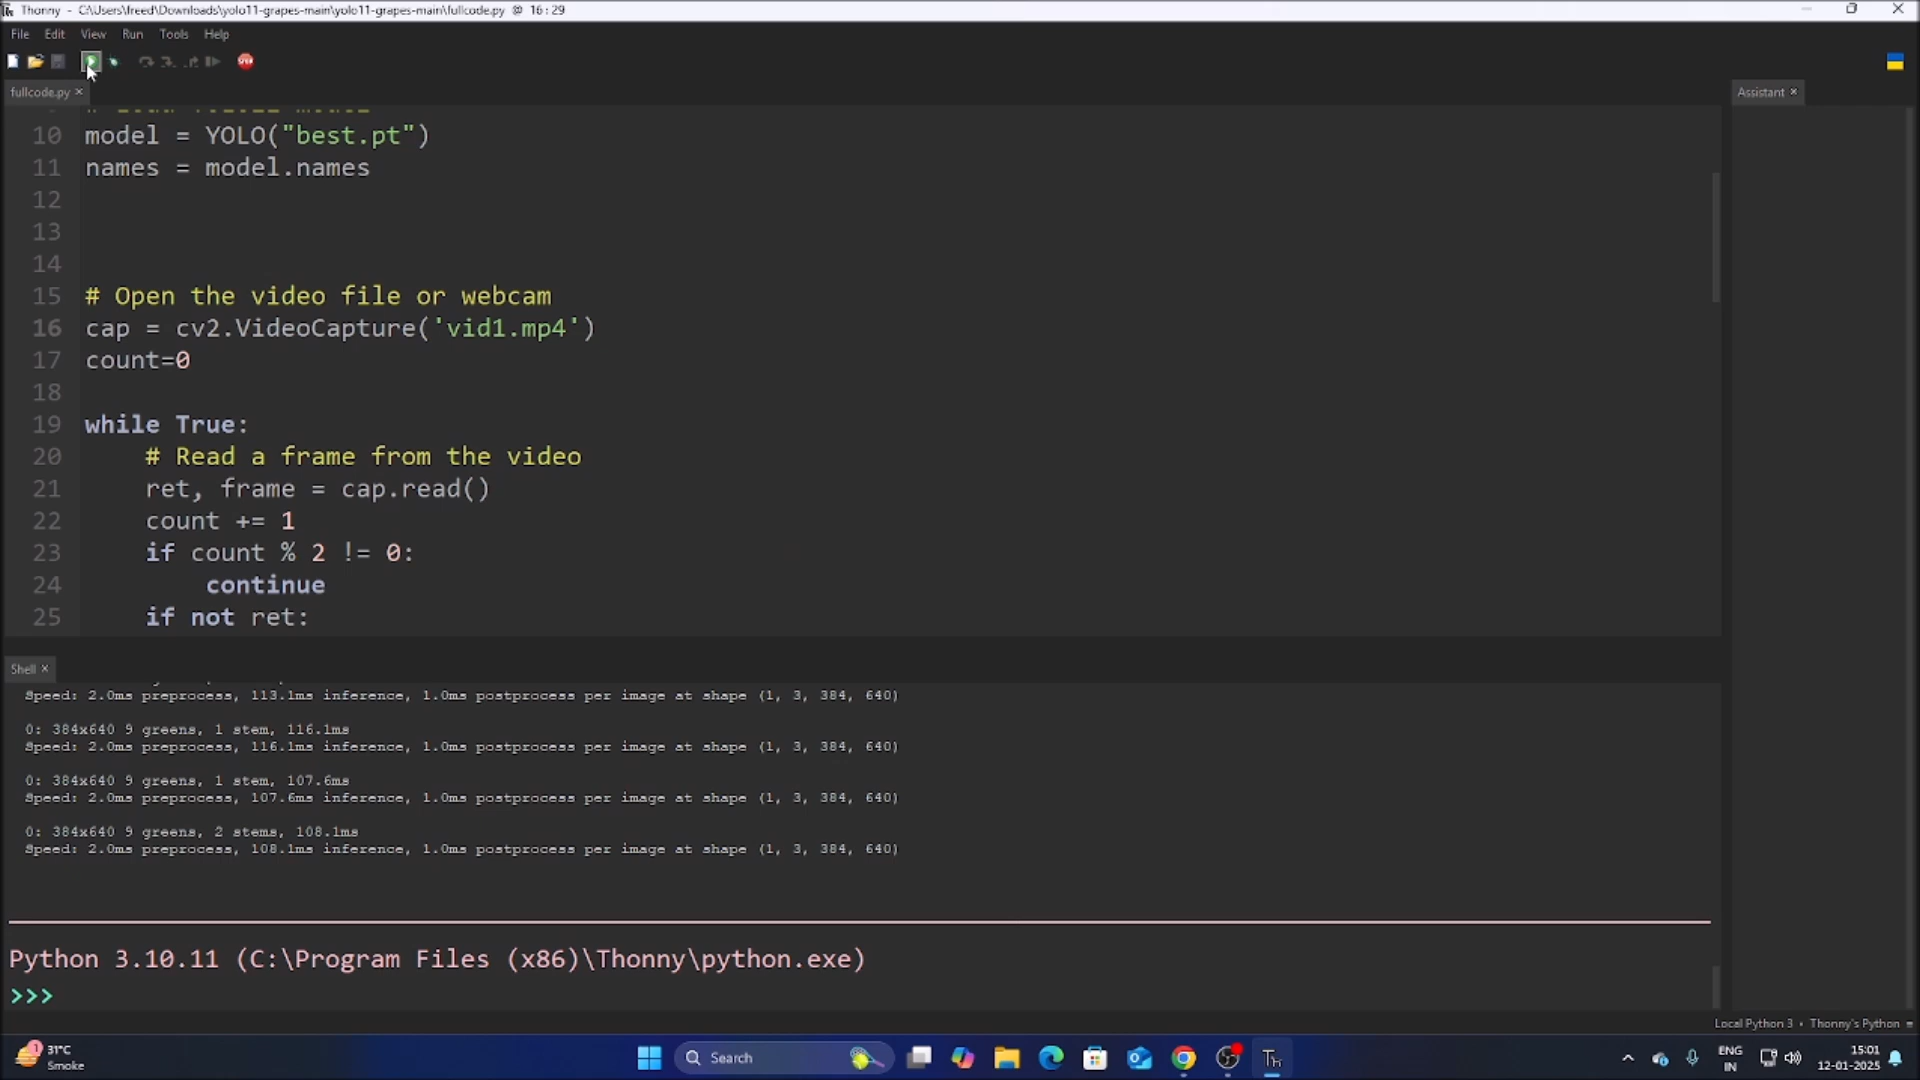 Thonny - C:\Users\freed\Downloads\yolo11-grapes-main\yolo11-grapes-main\fullcode.py @ 16:29
File Edit View Run Tools Help
fullcode.py ×
Assistant ×
10 model = YOLO("best.pt")
11 names = model.names
12
13
14
15 # Open the video file or webcam
16 cap = cv2.VideoCapture('vid1.mp4')
17 count=0
18
19 while True:
20 # Read a frame from the video
21 ret, frame = cap.read()
22 count += 1
23 if count % 2 != 0:
24 continue
25 if not ret:
Shell ×
Speed: 2.0ms preprocess, 113.1ms inference, 1.0ms postprocess per image at shape (1, 3, 384, 640)
0: 384x640 9 greens, 1 stem, 116.1ms
Speed: 2.0ms preprocess, 116.1ms inference, 1.0ms postprocess per image at shape (1, 3, 384, 640)
0: 384x640 9 greens, 1 stem, 107.6ms
Speed: 2.0ms preprocess, 107.6ms inference, 1.0ms postprocess per image at shape (1, 3, 384, 640)
0: 384x640 9 greens, 2 stems, 108.1ms
Speed: 2.0ms preprocess, 108.1ms inference, 1.0ms postprocess per image at shape (1, 3, 384, 640)
Python 3.10.11 (C:\Program Files (x86)\Thonny\python.exe)
>>>
Local Python 3 • Thonny's Python
31°C
Smoke
Search
ENG
IN
15:01
12-01-2025